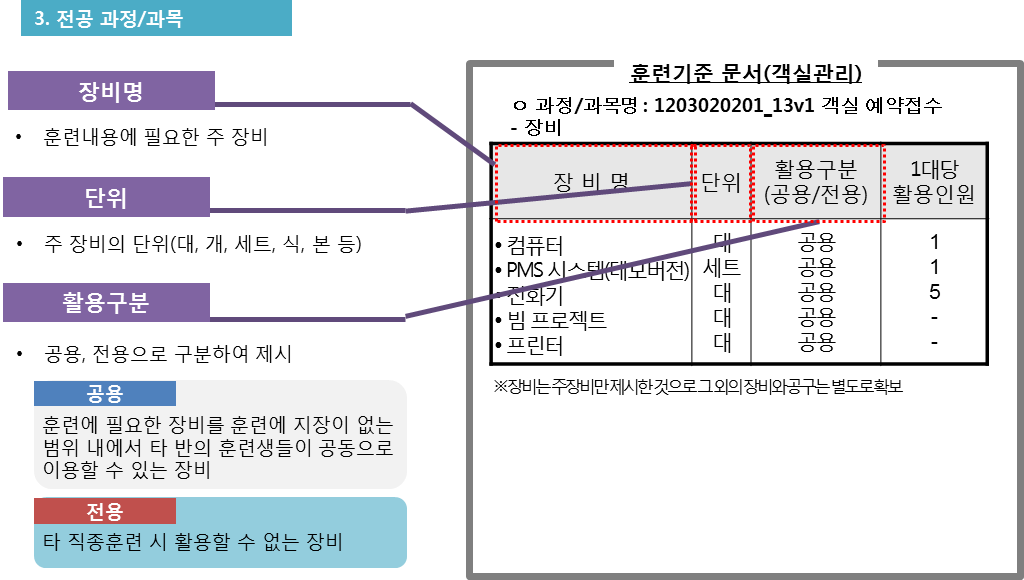 3. 전공 과정/과목
장비명
• 훈련내용에 필요한 주 장비
단위
• 주 장비의 단위(대, 개, 세트, 식, 본 등)
활용구분
• 공용, 전용으로 구분하여 제시
공용
훈련에 필요한 장비를 훈련에 지장이 없는
범위 내에서 타 반의 훈련생들이 공동으로
이용할 수 있는 장비
전용
타 직종훈련 시 활용할 수 없는 장비
훈련기준 문서(객실관리)
ㅇ 과정/과목명 : 1203020201_13v1 객실 예약접수
- 장비
장 비 명 단위 활용구분 (공용/전용) 1대당 활용인원
• 컴퓨터 대 공용 1
• PMS 시스템(데모버전) 세트 공용 1
• 전화기 대 공용 5
• 빔 프로젝트 대 공용 -
• 프린터 대 공용 -
※장비는 주장비만 제시한 것으로 그 외의 장비와 공구는 별도로 확보